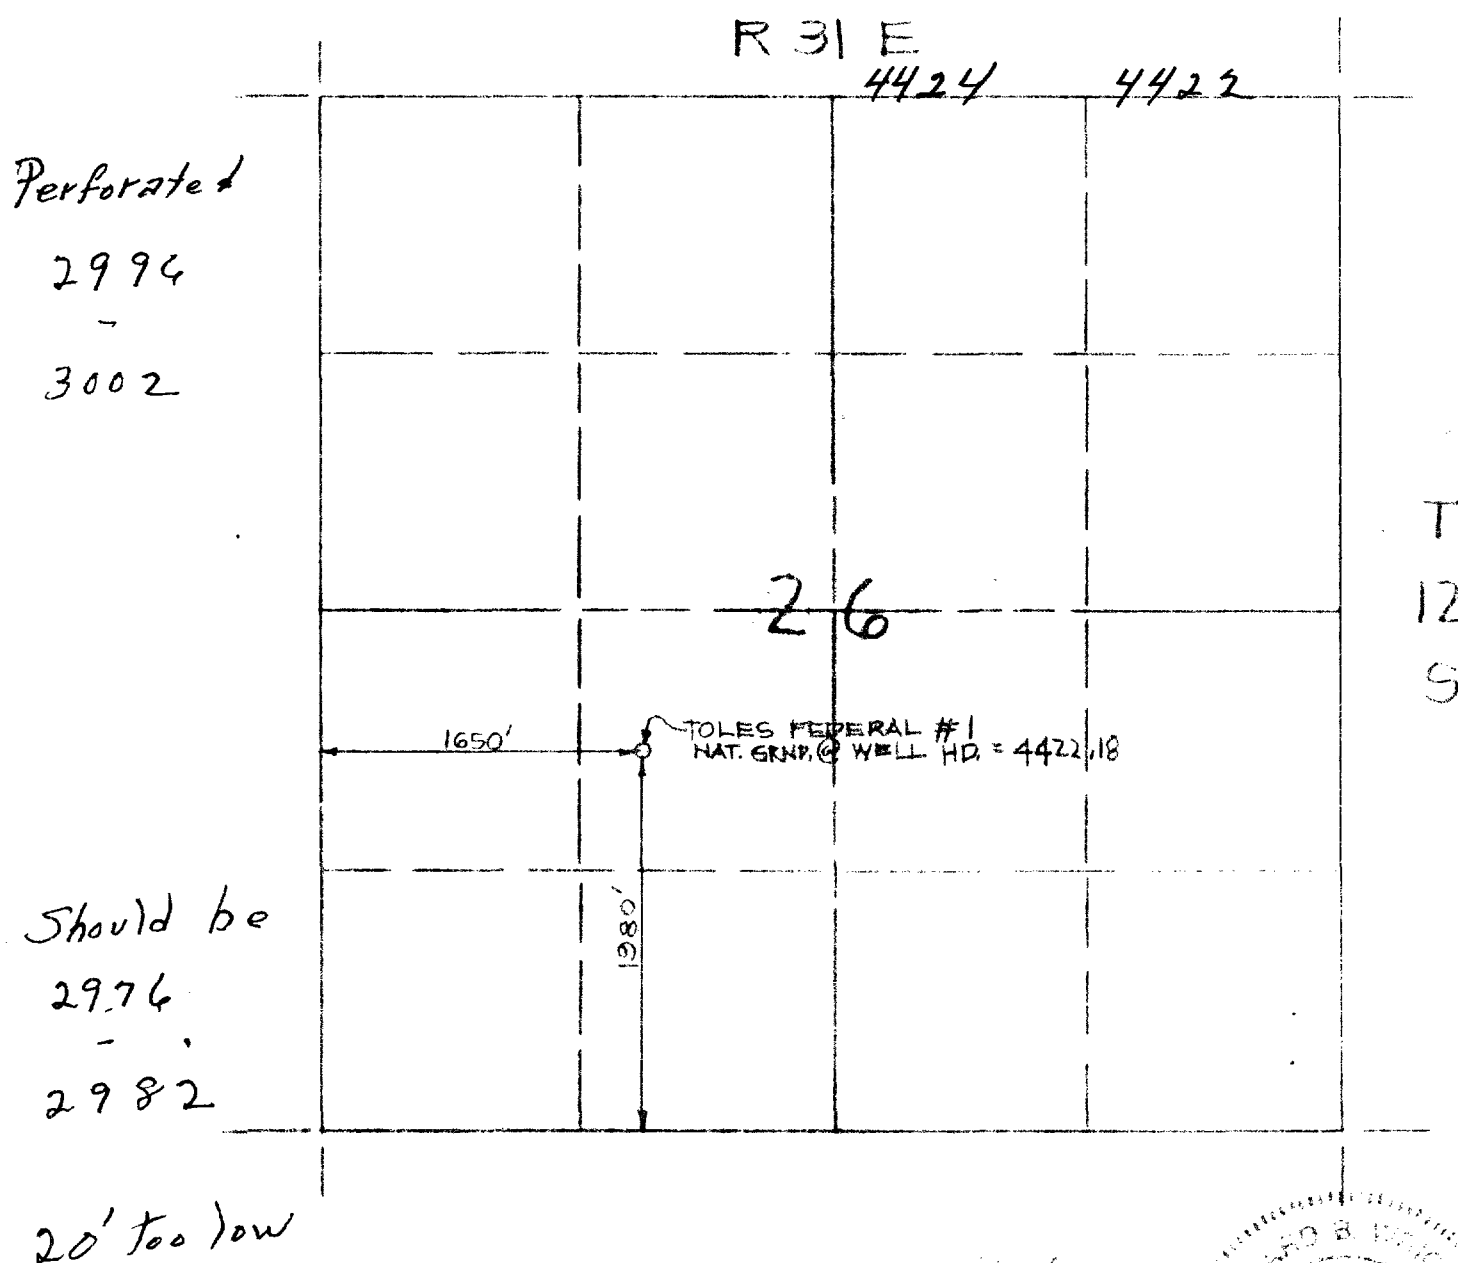 R 31 E
4424 4422
Perforated
2996
-
3002
T
12
S
26
TOLES FEDERAL #1
1650'
NAT. GRND. @ WELL HD. = 4422.18
1980'
Should be
2976
-
2982
20' Too low